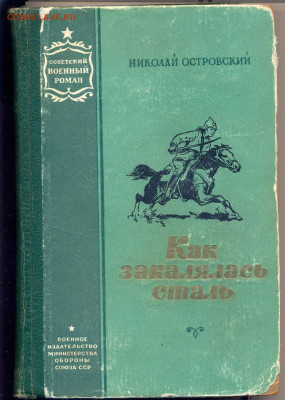 СОВЕТСКИЙ
ВОЕННЫЙ
РОМАН
НИКОЛАЙ ОСТРОВСКИЙ
Как
закалялась
сталь
ВОЕННОЕ
ИЗДАТЕЛЬСТВО
МИНИСТЕРСТВА
ОБОРОНЫ
СОЮЗА ССР